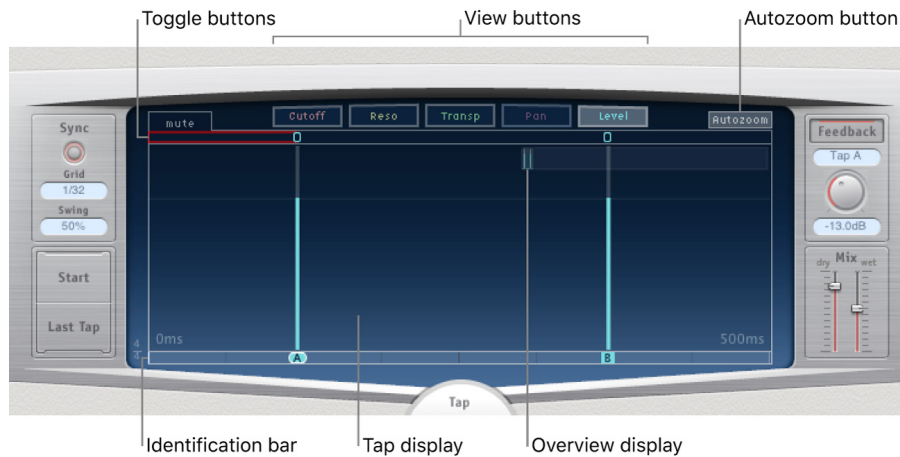 Toggle buttons
View buttons
Autozoom button
mute
Cutoff
Reso
Transp
Pan
Level
Autozoom
Sync
Grid
1/32
Swing
50%
Start
Last Tap
Feedback
Tap A
-13.0dB
dry Mix wet
0ms
500ms
4
4
A
B
Tap
Identification bar
Tap display
Overview display